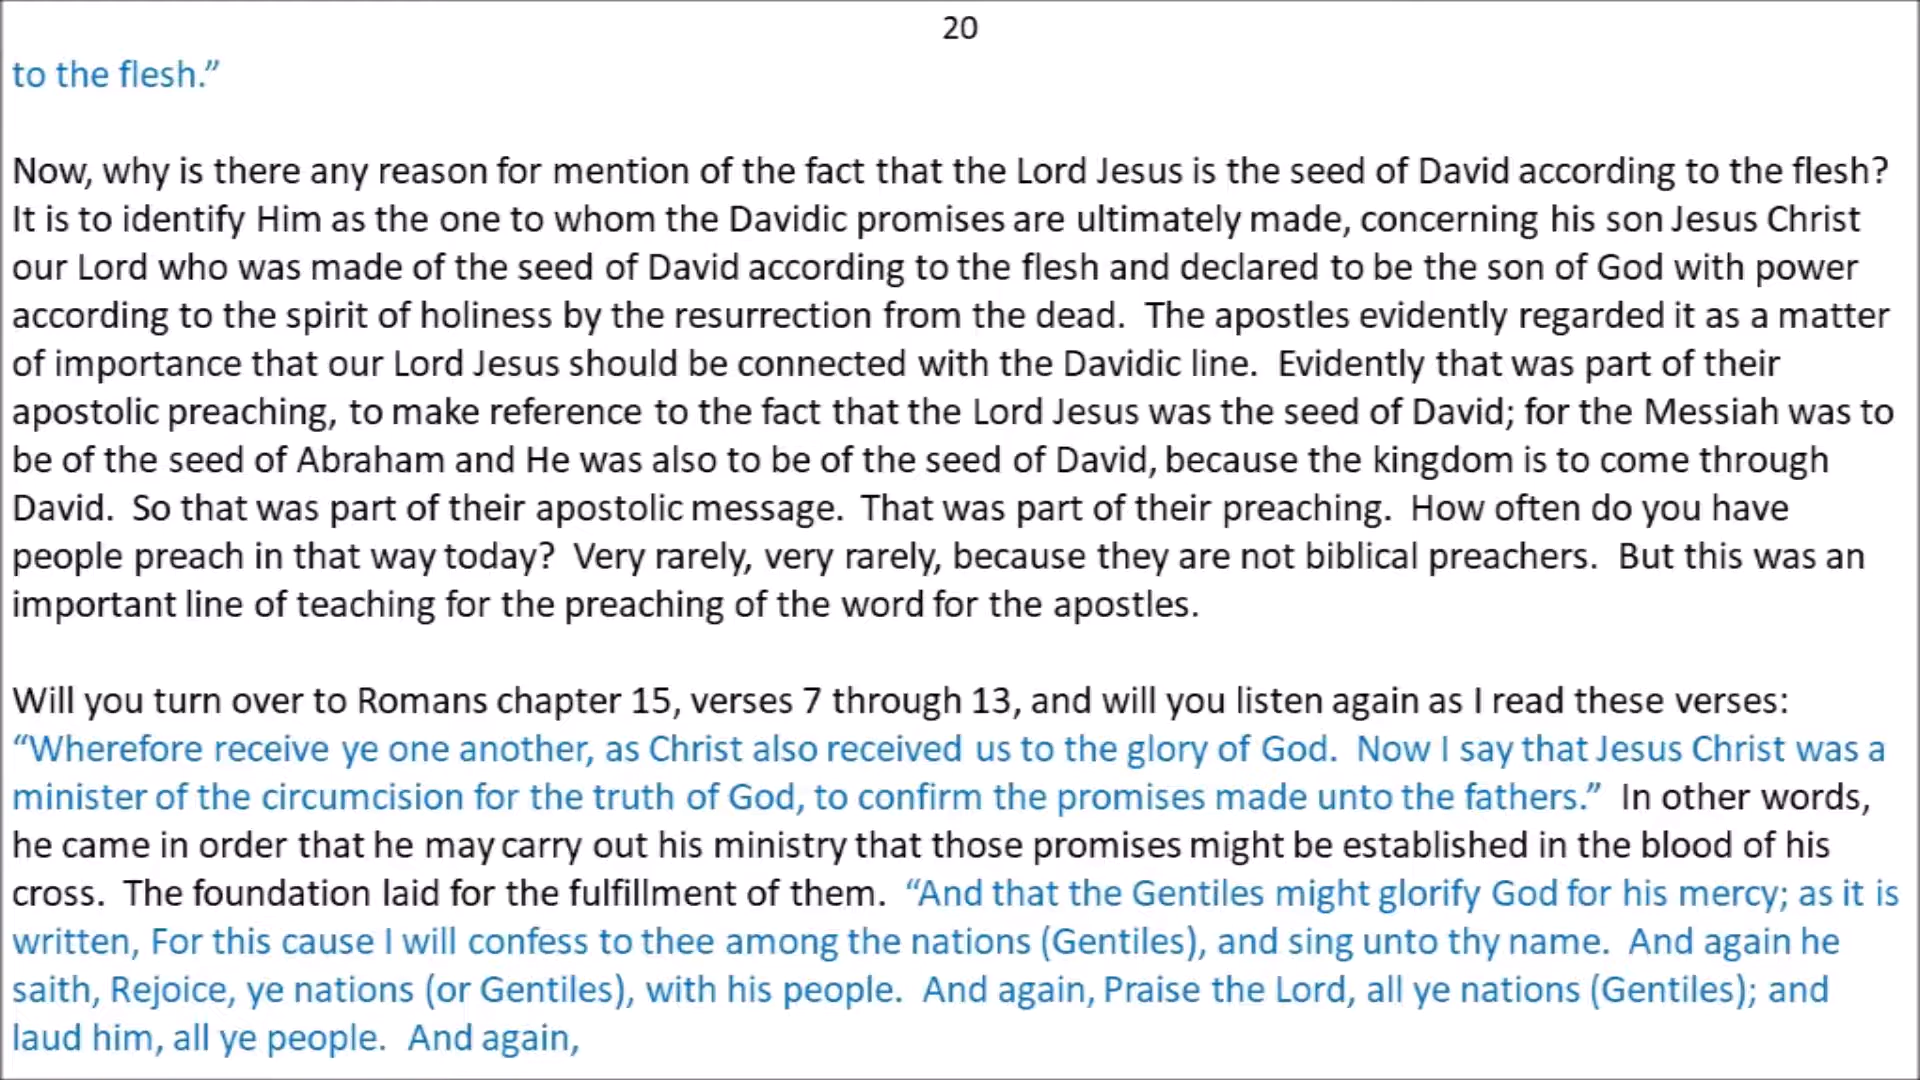 20
to the flesh.”
Now, why is there any reason for mention of the fact that the Lord Jesus is the seed of David according to the flesh?
It is to identify Him as the one to whom the Davidic promises are ultimately made, concerning his son Jesus Christ
our Lord who was made of the seed of David according to the flesh and declared to be the son of God with power
according to the spirit of holiness by the resurrection from the dead.  The apostles evidently regarded it as a matter
of importance that our Lord Jesus should be connected with the Davidic line.  Evidently that was part of their
apostolic preaching, to make reference to the fact that the Lord Jesus was the seed of David; for the Messiah was to
be of the seed of Abraham and He was also to be of the seed of David, because the kingdom is to come through
David.  So that was part of their apostolic message.  That was part of their preaching.  How often do you have
people preach in that way today?  Very rarely, very rarely, because they are not biblical preachers.  But this was an
important line of teaching for the preaching of the word for the apostles.
Will you turn over to Romans chapter 15, verses 7 through 13, and will you listen again as I read these verses:
“Wherefore receive ye one another, as Christ also received us to the glory of God.  Now I say that Jesus Christ was a
minister of the circumcision for the truth of God, to confirm the promises made unto the fathers.”  In other words,
he came in order that he may carry out his ministry that those promises might be established in the blood of his
cross.  The foundation laid for the fulfillment of them.  “And that the Gentiles might glorify God for his mercy; as it is
written, For this cause I will confess to thee among the nations (Gentiles), and sing unto thy name.  And again he
saith, Rejoice, ye nations (or Gentiles), with his people.  And again, Praise the Lord, all ye nations (Gentiles); and
laud him, all ye people.  And again,